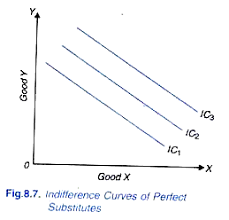 Y
Good Y
IC3
IC2
IC1
0
X
Good X
Fig.8.7. Indifference Curves of Perfect
Substitutes